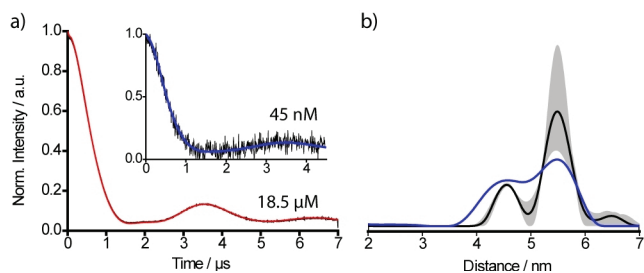 a)
b)
Norm. Intensity / a.u.
1.0
0.8
0.6
0.4
0.2
0.0
0 1 2 3 4 5 6 7
Time / µs
1.0
0.5
0.0
0 1 2 3 4
45 nM
18.5 µM
2 3 4 5 6 7
Distance / nm